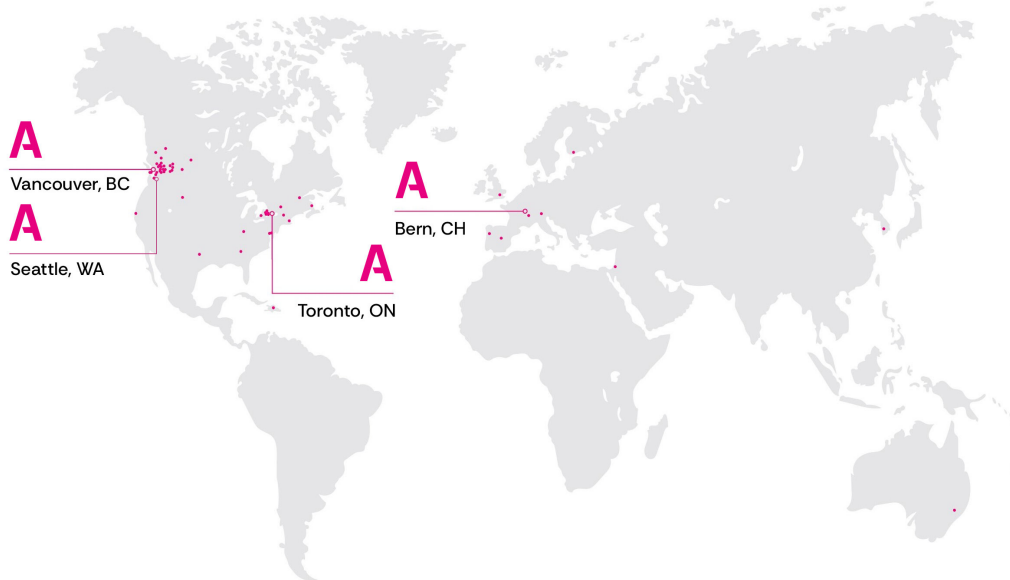 A
Vancouver, BC
A
Seattle, WA
A
Toronto, ON
A
Bern, CH